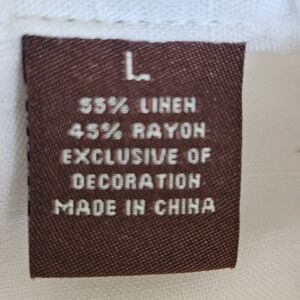 L
55% LINEN
45% RAYON
EXCLUSIVE OF
DECORATION
MADE IN CHINA